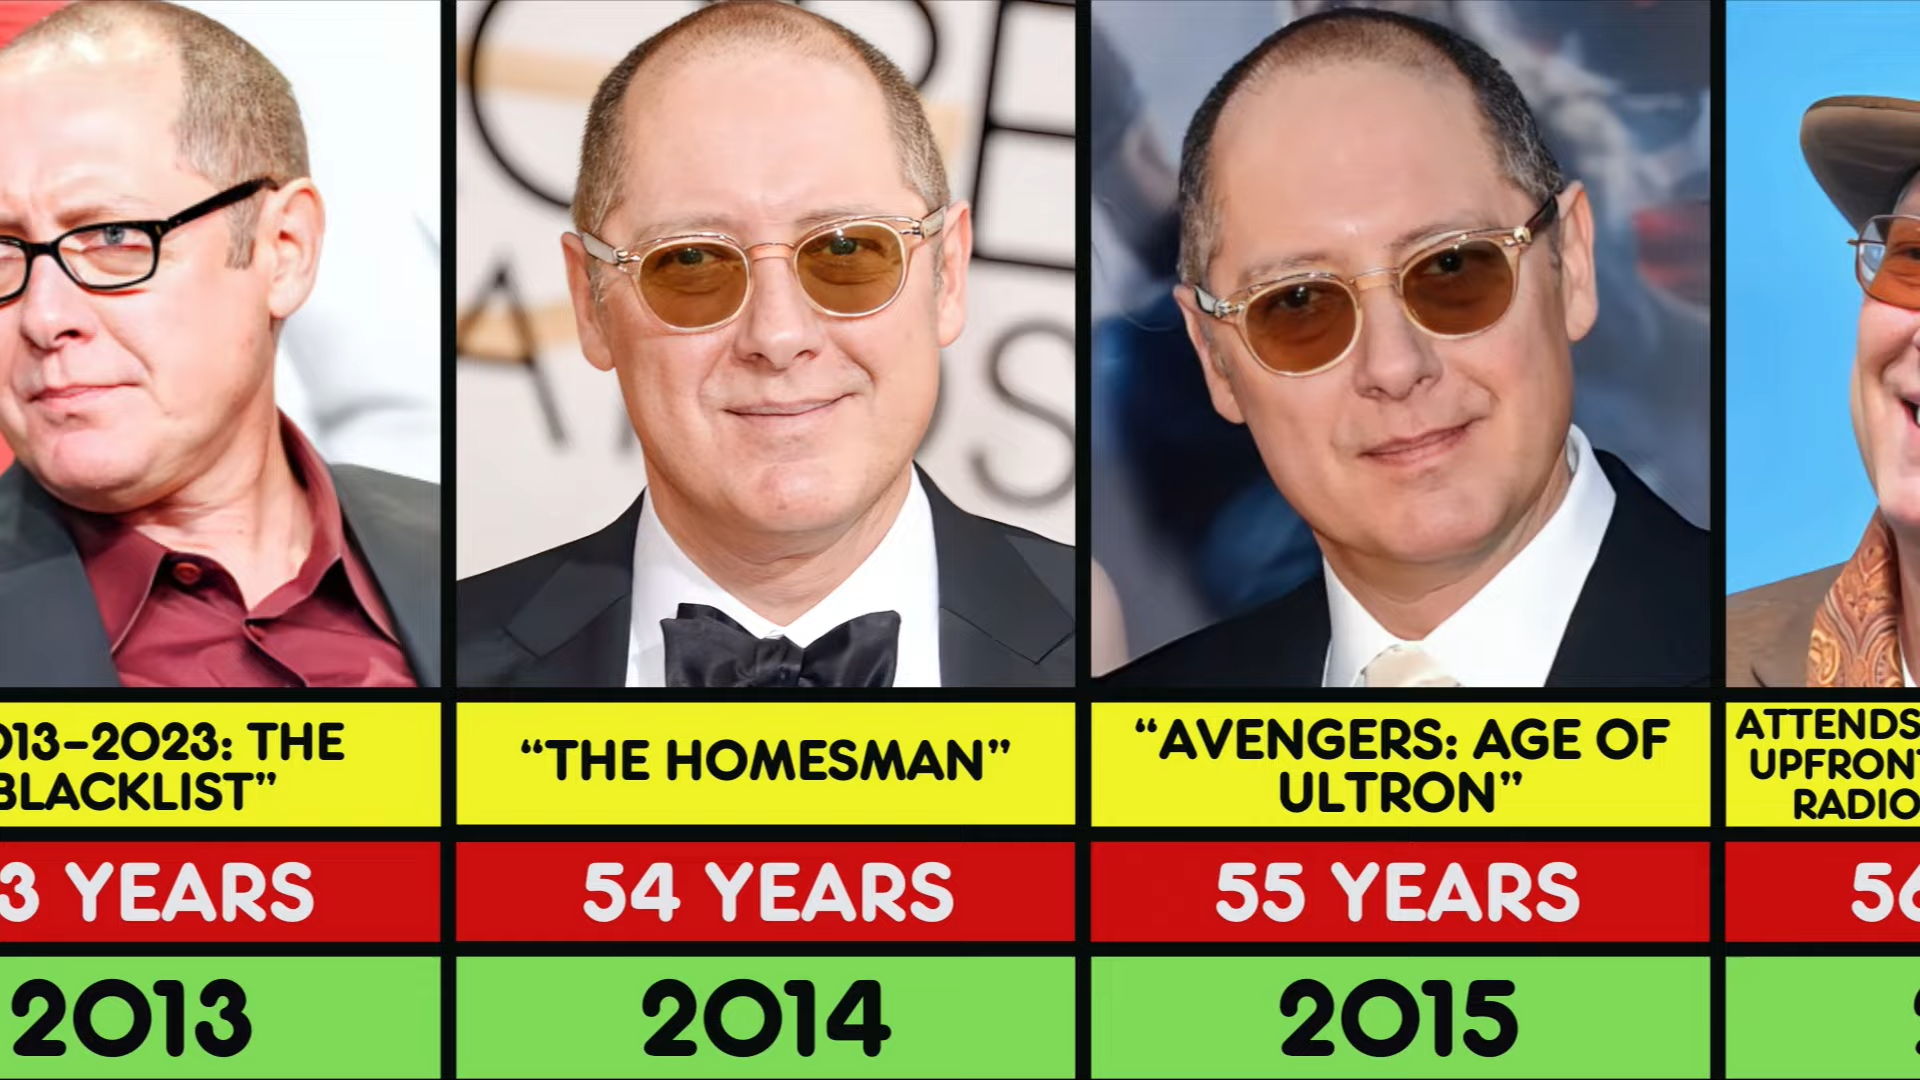 013-2023: THE
BLACKLIST”
3 YEARS
2013
“THE HOMESMAN”
54 YEARS
2014
“AVENGERS: AGE OF
ULTRON”
55 YEARS
2015
ATTENDS
UPFRONT
RADIO
56